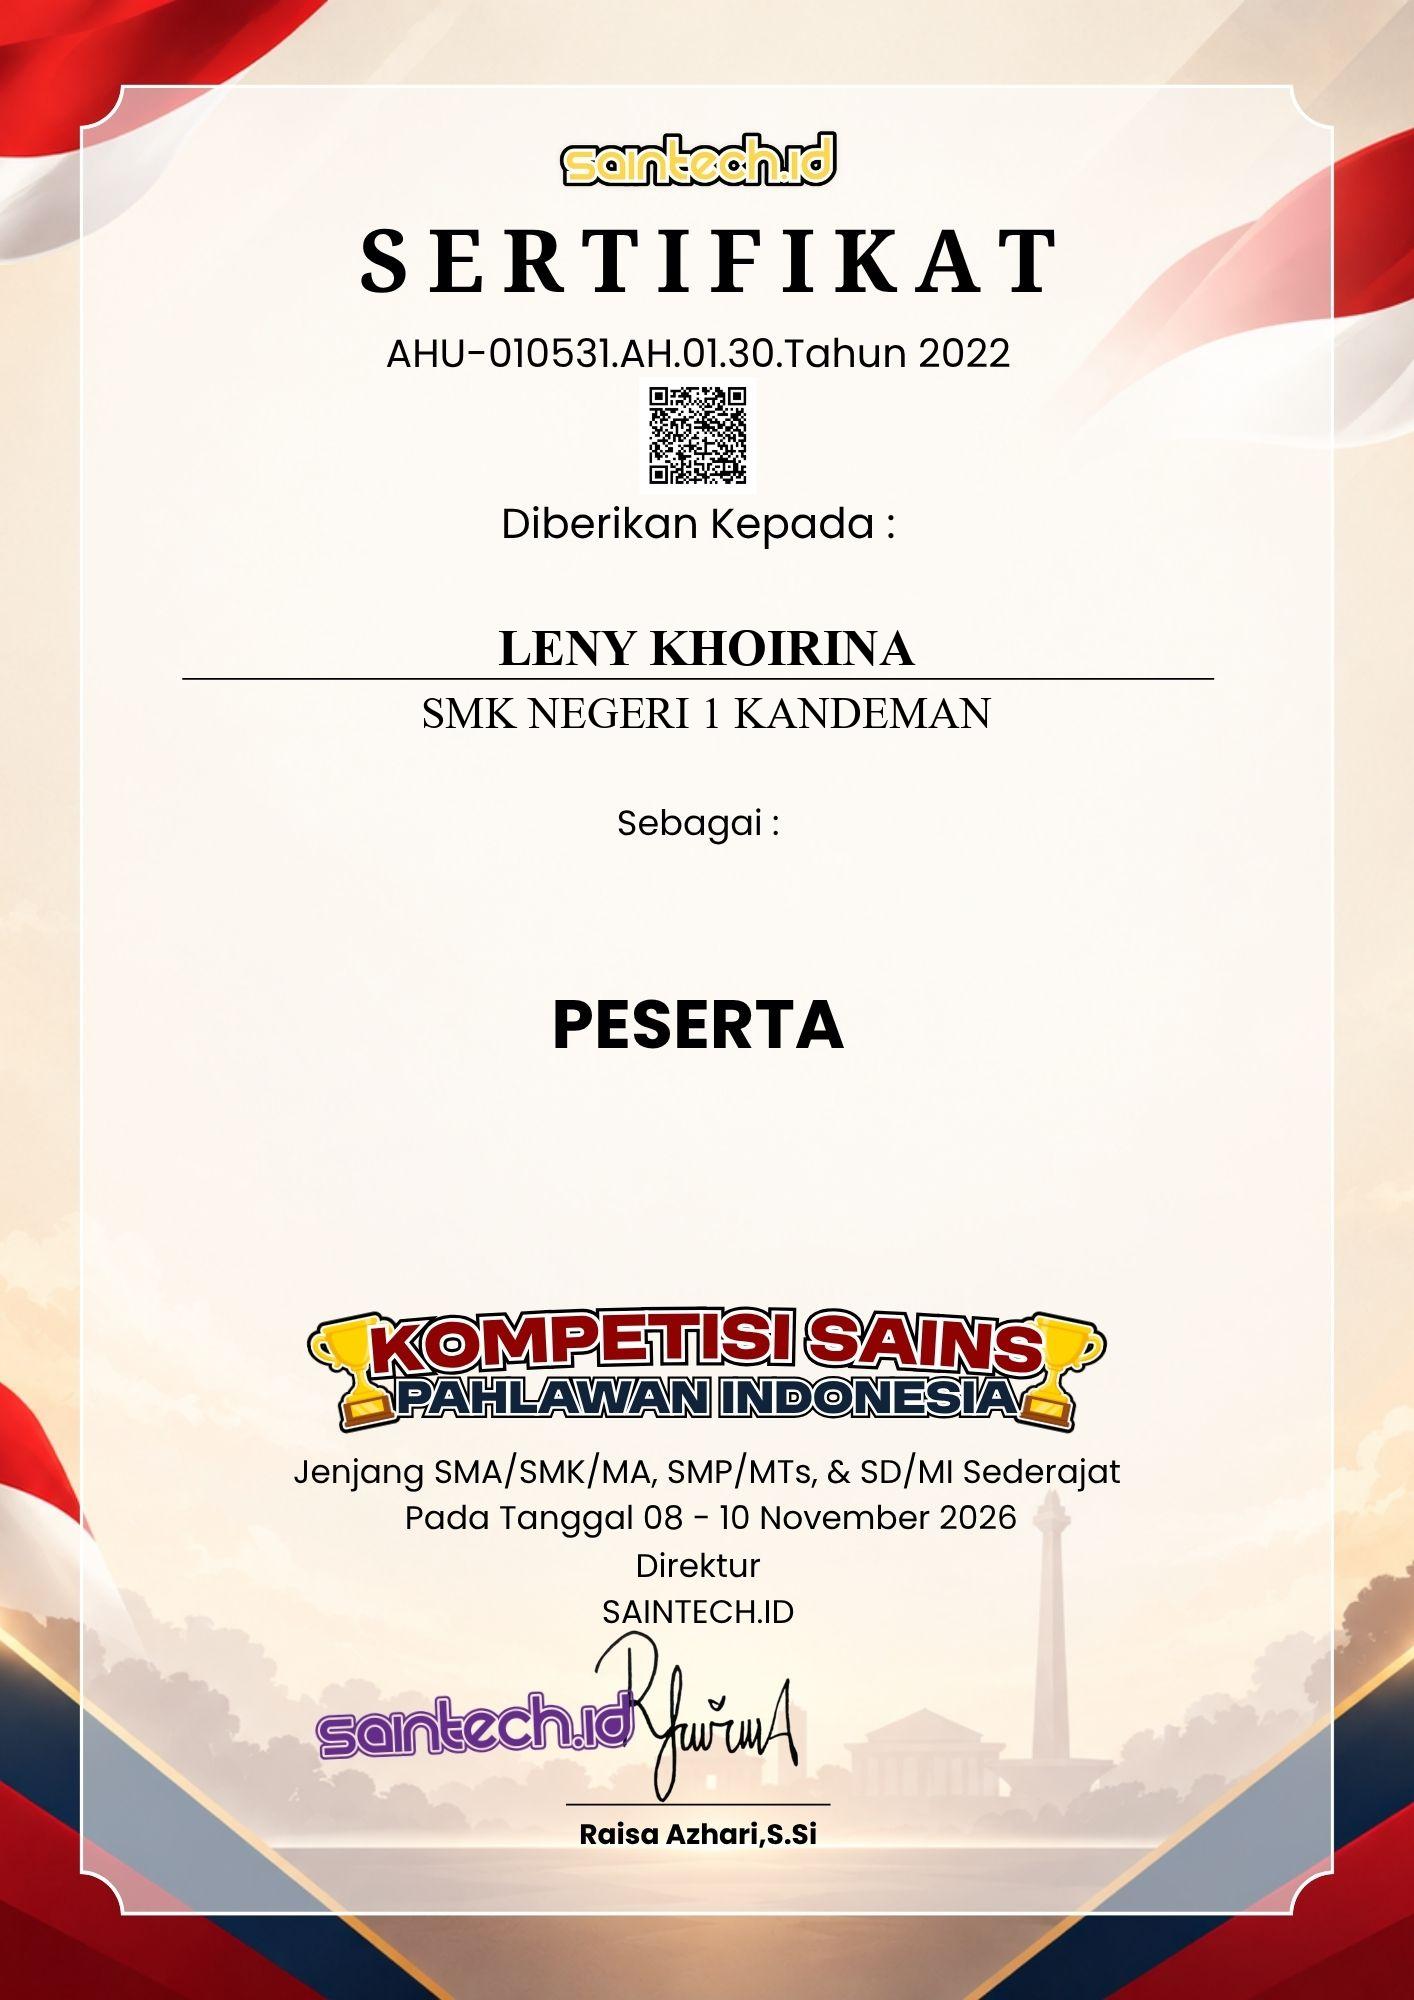 saintech.id
SERTIFIKAT
AHU-010531.AH.01.30.Tahun 2022
Diberikan Kepada :
LENY KHOIRINA
SMK NEGERI 1 KANDEMAN
Sebagai :
PESERTA
KOMPETISI SAINS
PAHLAWAN INDONESIA
Jenjang SMA/SMK/MA, SMP/MTs, & SD/MI Sederajat
Pada Tanggal 08 - 10 November 2026
Direktur
SAINTECH.ID
saintech.id
Raisa Azhari,S.Si